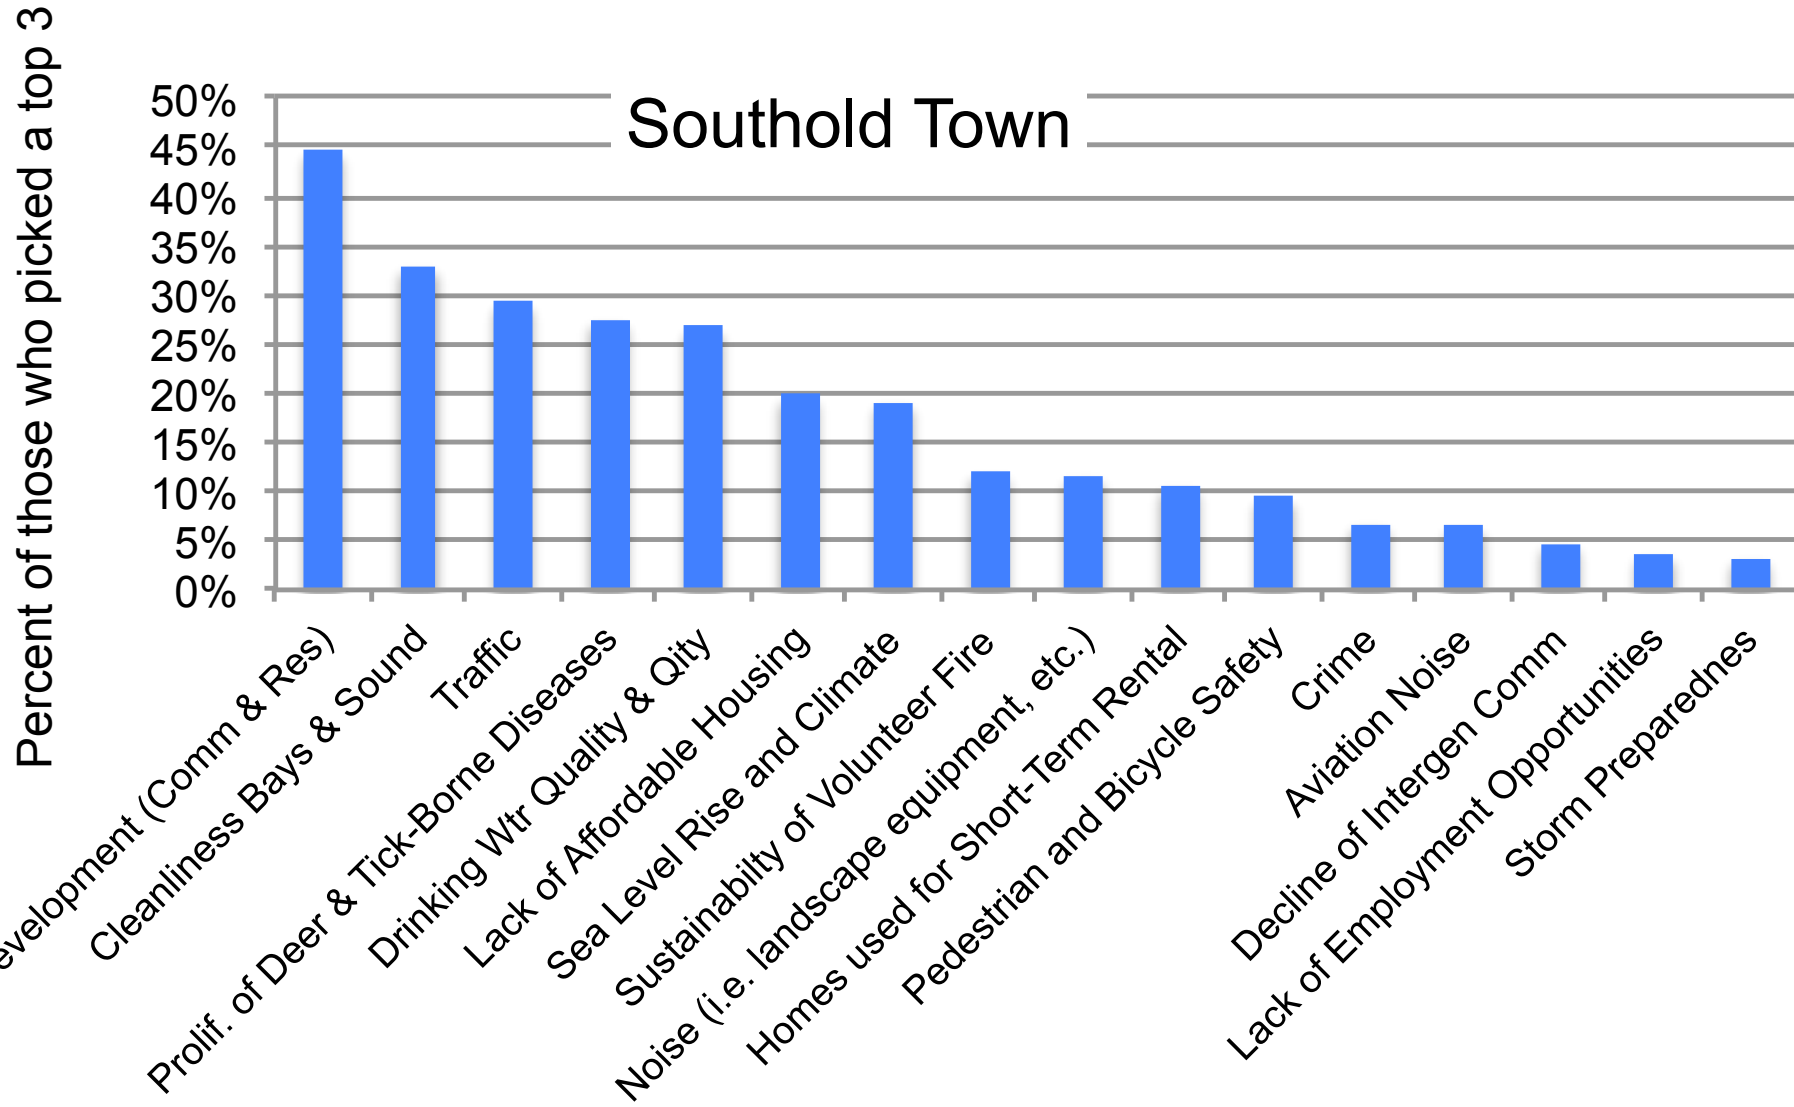 Percent of those who picked a top 3
Southold Town
50%
45%
40%
35%
30%
25%
20%
15%
10%
5%
0%
evelopment (Comm & Res)
Cleanliness Bays & Sound
Traffic
Prolif. of Deer & Tick-Borne Diseases
Drinking Wtr Quality & Qity
Lack of Affordable Housing
Sea Level Rise and Climate
Sustainabilty of Volunteer Fire
Noise (i.e. landscape equipment, etc.)
Homes used for Short-Term Rental
Pedestrian and Bicycle Safety
Crime
Aviation Noise
Decline of Intergen Comm
Lack of Employment Opportunities
Storm Preparednes